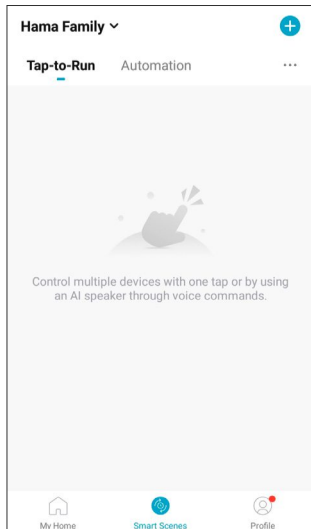 Hama Family
Tap-to-Run Automation
Control multiple devices with one tap or by using
an AI speaker through voice commands.
My Home Smart Scenes Profile